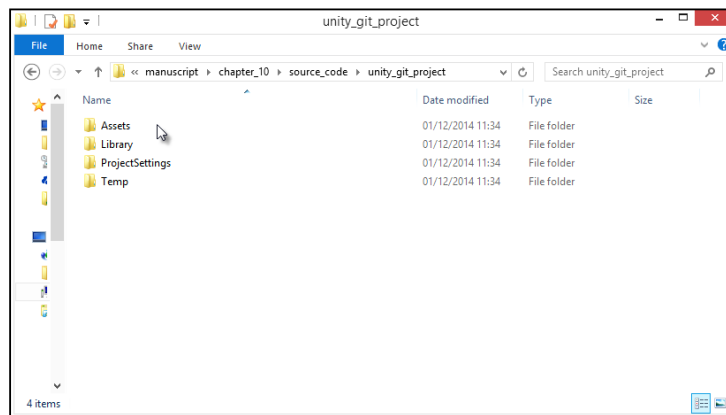 unity_git_project
File Home Share View
« manuscript ▸ chapter_10 ▸ source_code ▸ unity_git_project Search unity_git_project
Name Date modified Type Size
Assets 01/12/2014 11:34 File folder
Library 01/12/2014 11:34 File folder
ProjectSettings 01/12/2014 11:34 File folder
Temp 01/12/2014 11:34 File folder
4 items